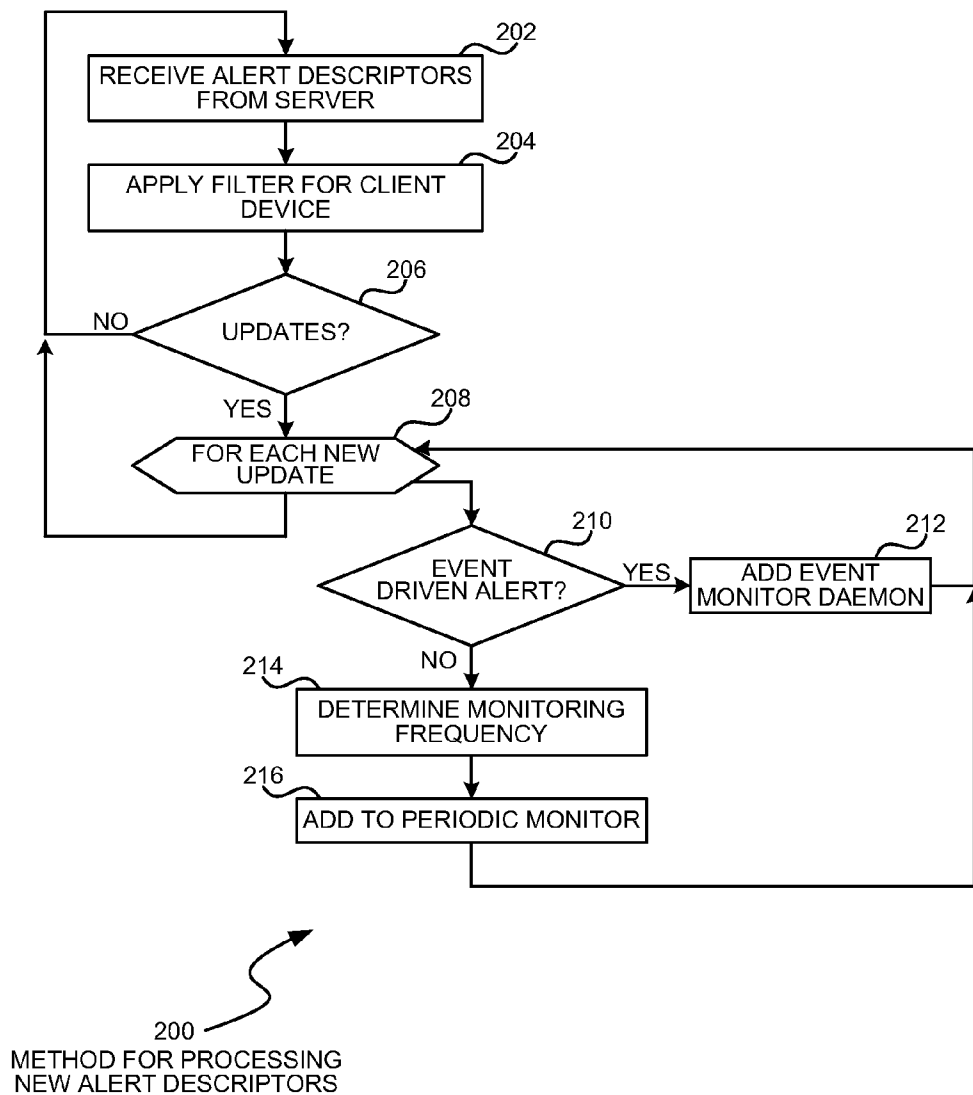 202
RECEIVE ALERT DESCRIPTORS
FROM SERVER
204
APPLY FILTER FOR CLIENT
DEVICE
206
UPDATES?
NO
YES
208
FOR EACH NEW
UPDATE
210
EVENT
DRIVEN ALERT?
YES
212
ADD EVENT
MONITOR DAEMON
NO
214
DETERMINE MONITORING
FREQUENCY
216
ADD TO PERIODIC MONITOR
200
METHOD FOR PROCESSING
NEW ALERT DESCRIPTORS